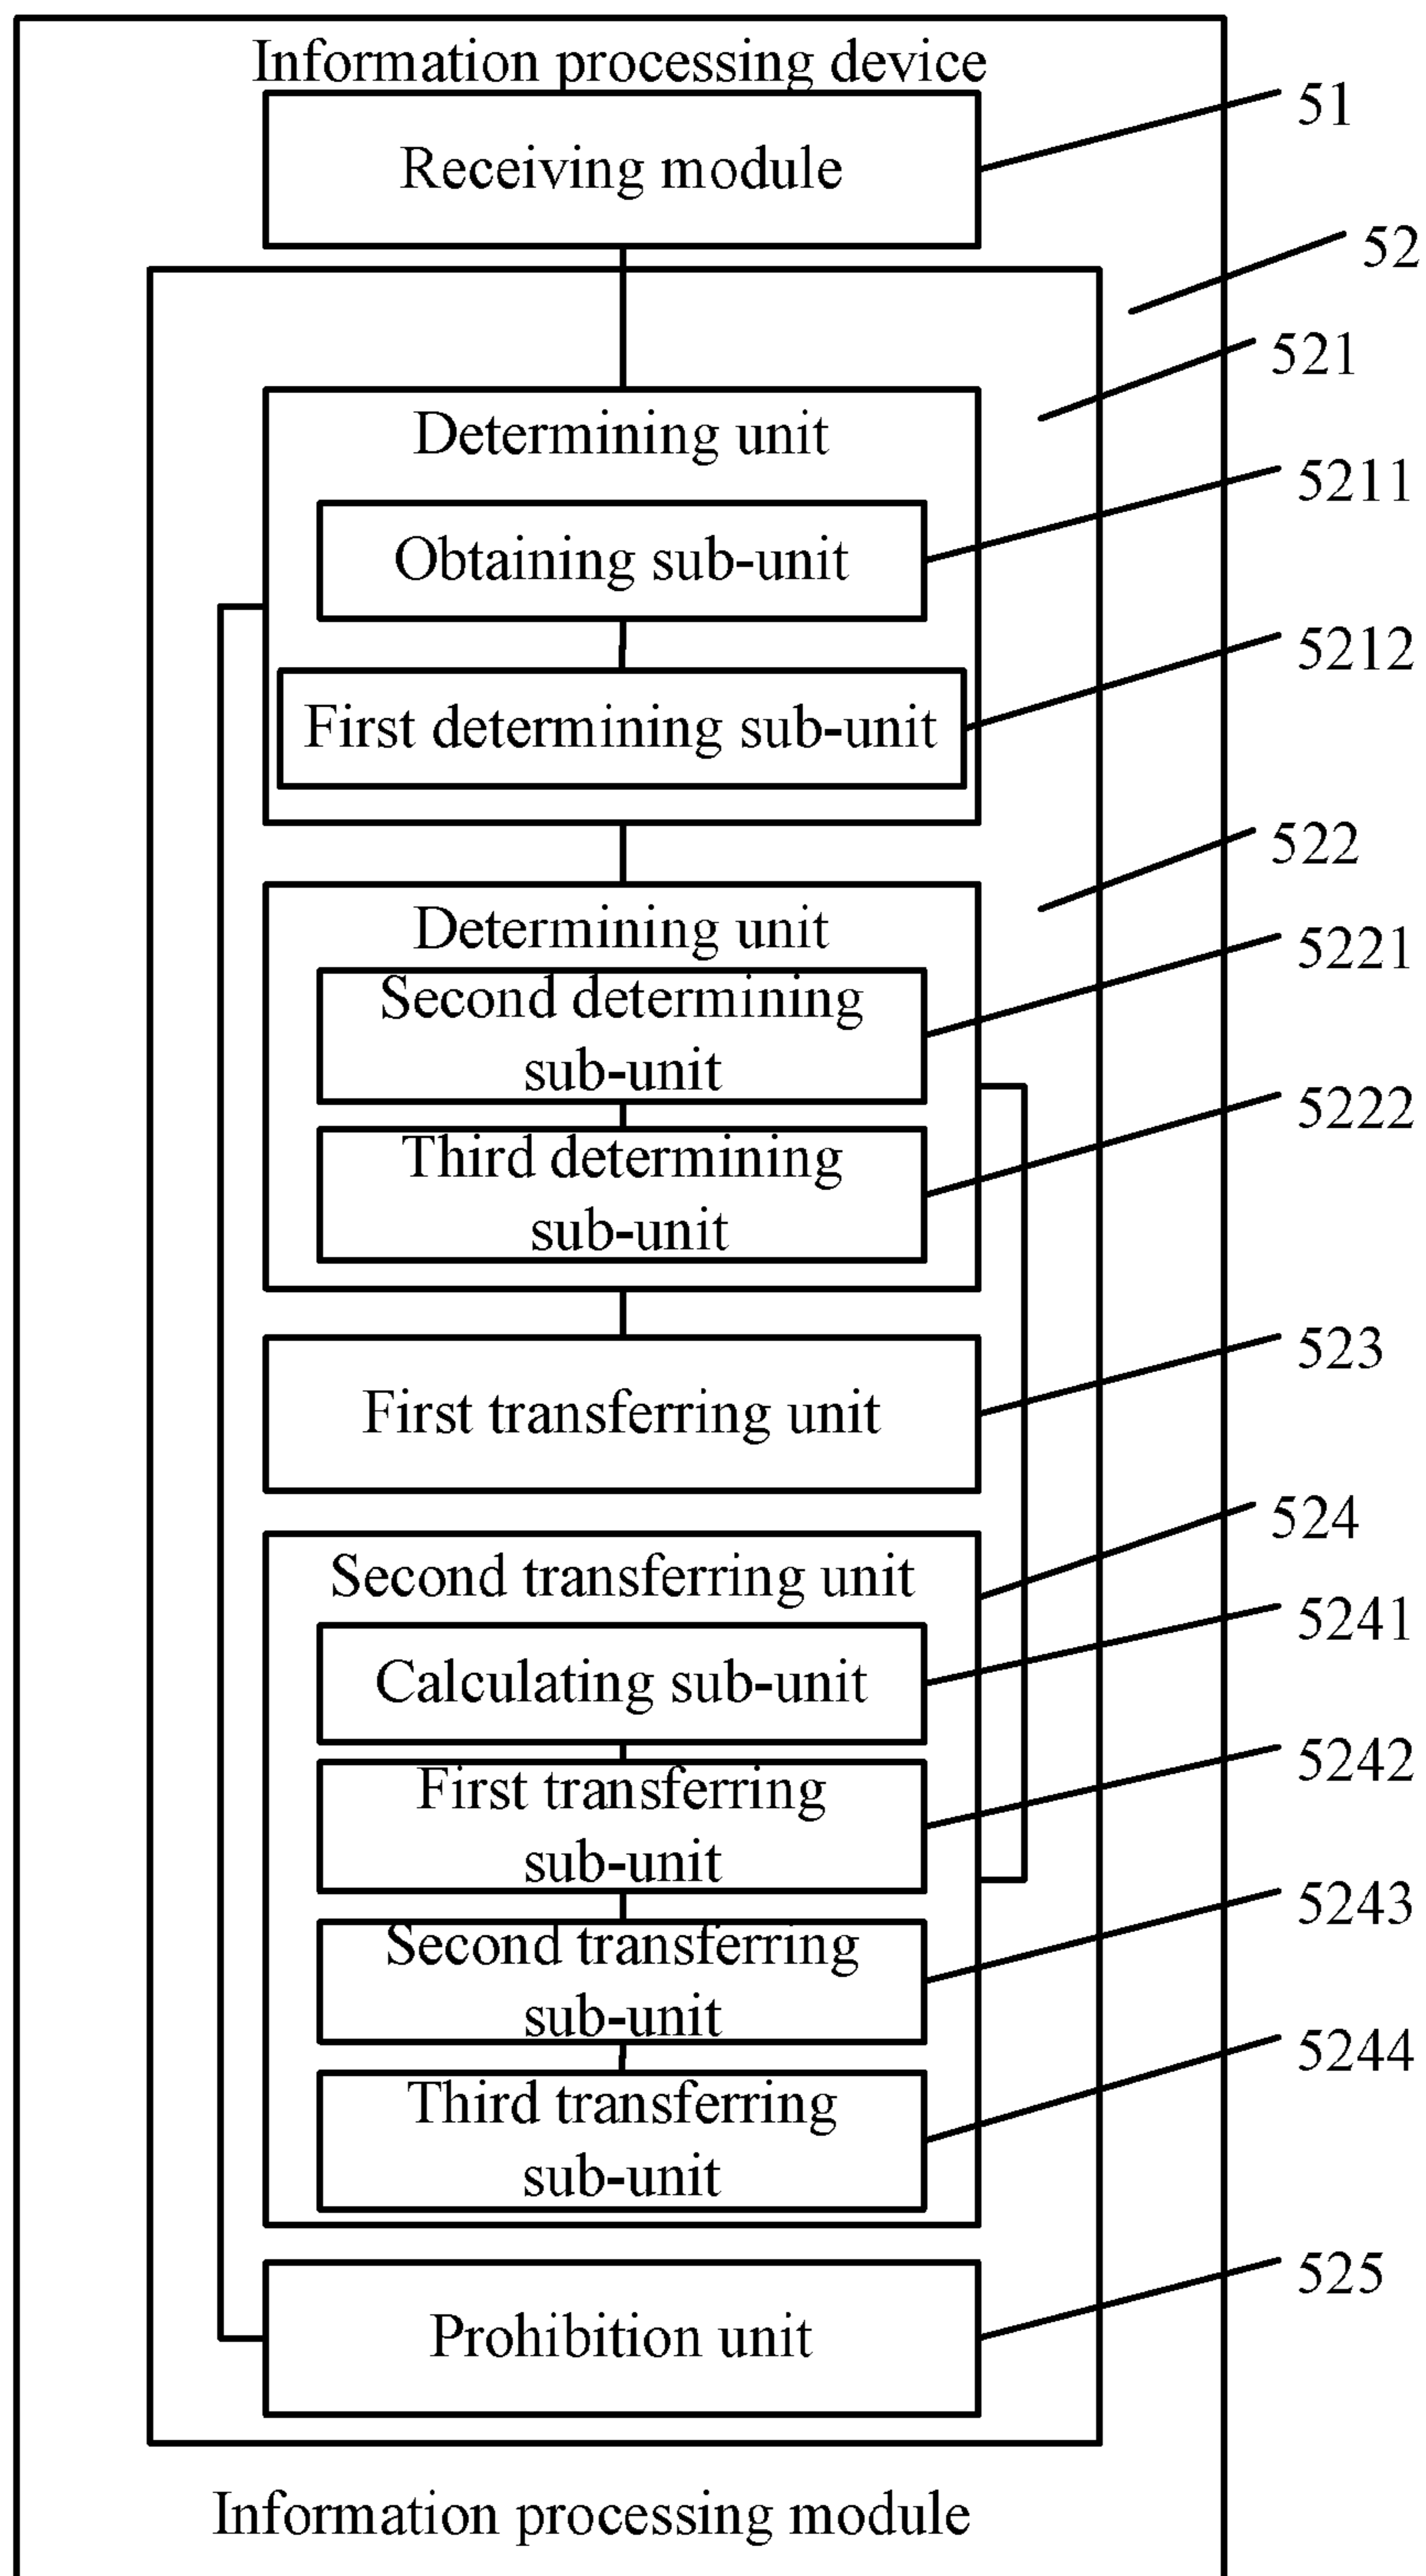 Information processing device
51
Receiving module
52
521
Determining unit
5211
Obtaining sub-unit
5212
First determining sub-unit
522
Determining unit
5221
Second determining
sub-unit
5222
Third determining
sub-unit
523
First transferring unit
524
Second transferring unit
5241
Calculating sub-unit
5242
First transferring
sub-unit
5243
Second transferring
sub-unit
5244
Third transferring
sub-unit
525
Prohibition unit
Information processing module